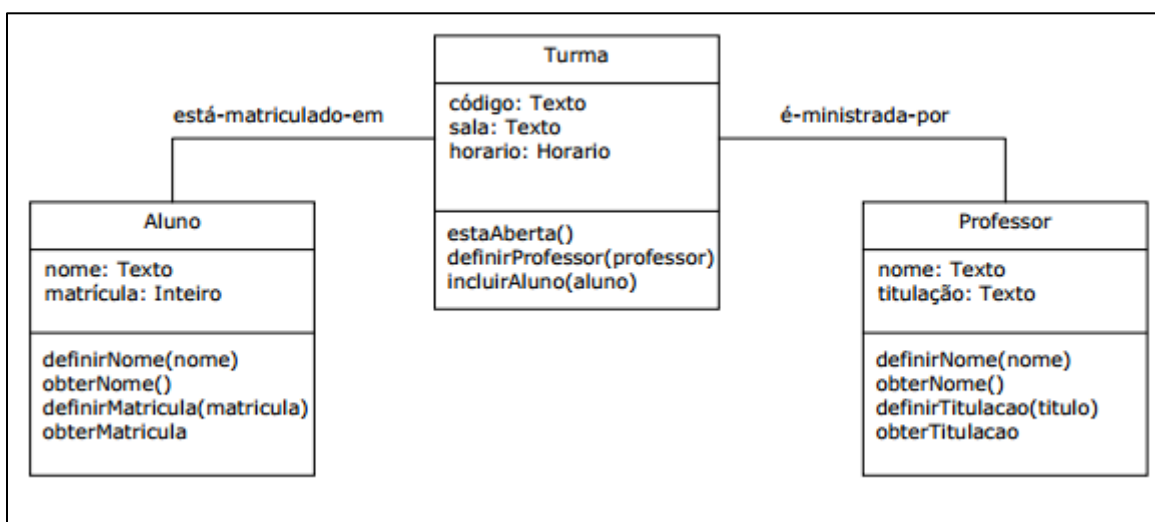 Turma
código: Texto
sala: Texto
horario: Horario
estaAberta()
definirProfessor(professor)
incluirAluno(aluno)
está-matriculado-em
é-ministrada-por
Aluno
nome: Texto
matrícula: Inteiro
definirNome(nome)
obterNome()
definirMatricula(matricula)
obterMatricula
Professor
nome: Texto
titulação: Texto
definirNome(nome)
obterNome()
definirTitulacao(titulo)
obterTitulacao